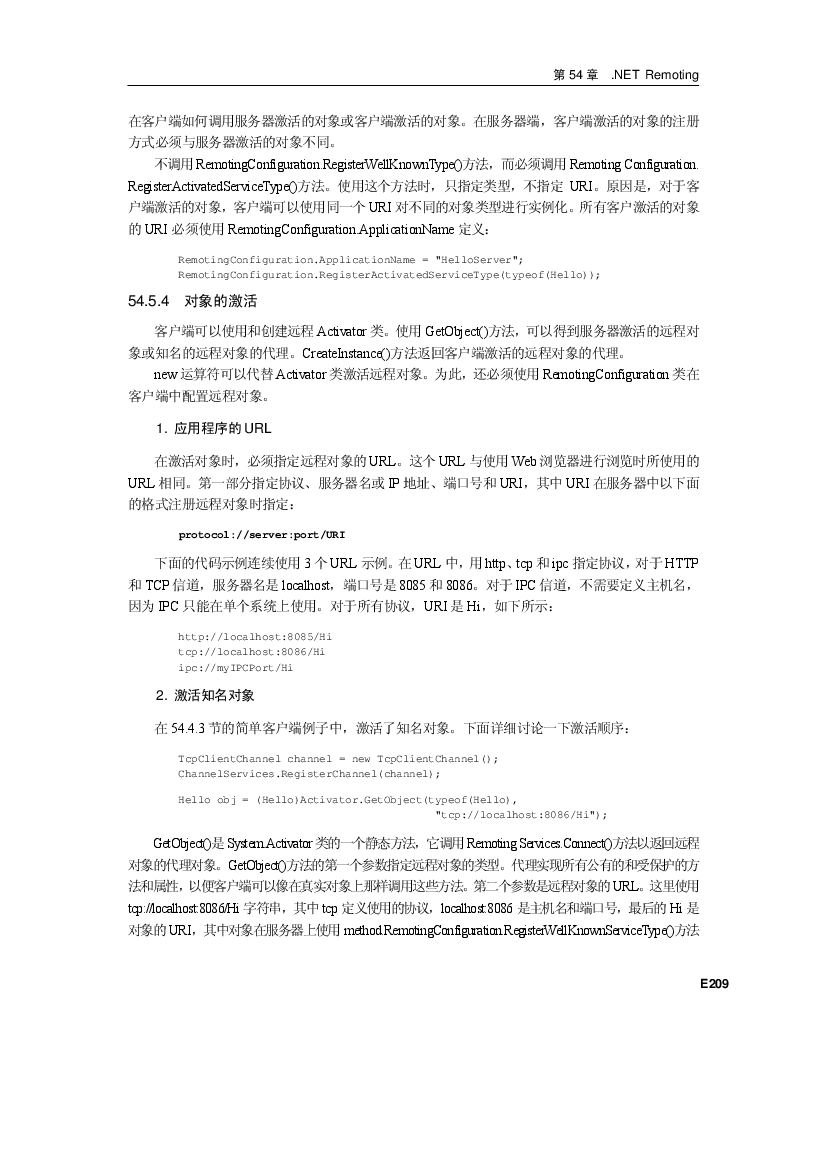 第 54 章 .NET Remoting
在客户端如何调用服务器激活的对象或客户端激活的对象。在服务器端，客户端激活的对象的注册
方式必须与服务器激活的对象不同。
不调用 RemotingConfiguration.RegisterWellKnownType()方法，而必须调用 Remoting Configuration.
RegisterActivatedServiceType()方法。使用这个方法时，只指定类型，不指定 URI。原因是，对于客
户端激活的对象，客户端可以使用同一个 URI 对不同的对象类型进行实例化。所有客户激活的对象
的 URI 必须使用 RemotingConfiguration.ApplicationName 定义：
RemotingConfiguration.ApplicationName = "HelloServer";
RemotingConfiguration.RegisterActivatedServiceType(typeof(Hello));
54.5.4 对象的激活
客户端可以使用和创建远程 Activator 类。使用 GetObject()方法，可以得到服务器激活的远程对
象或知名的远程对象的代理。CreateInstance()方法返回客户端激活的远程对象的代理。
new 运算符可以代替 Activator 类激活远程对象。为此，还必须使用 RemotingConfiguration 类在
客户端中配置远程对象。
1. 应用程序的 URL
在激活对象时，必须指定远程对象的 URL。这个 URL 与使用 Web 浏览器进行浏览时所使用的
URL 相同。第一部分指定协议、服务器名或 IP 地址、端口号和 URI，其中 URI 在服务器中以下面
的格式注册远程对象时指定：
protocol://server:port/URI
下面的代码示例连续使用 3 个 URL 示例。在 URL 中，用 http、tcp 和 ipc 指定协议，对于 HTTP
和 TCP 信道，服务器名是 localhost，端口号是 8085 和 8086。对于 IPC 信道，不需要定义主机名，
因为 IPC 只能在单个系统上使用。对于所有协议，URI 是 Hi，如下所示：
http://localhost:8085/Hi
tcp://localhost:8086/Hi
ipc://myIPCPort/Hi
2. 激活知名对象
在 54.4.3 节的简单客户端例子中，激活了知名对象。下面详细讨论一下激活顺序：
TcpClientChannel channel = new TcpClientChannel();
ChannelServices.RegisterChannel(channel);
Hello obj = (Hello)Activator.GetObject(typeof(Hello),
"tcp://localhost:8086/Hi");
GetObject()是 System.Activator 类的一个静态方法，它调用 Remoting Services.Connect()方法以返回远程
对象的代理对象。GetObject()方法的第一个参数指定远程对象的类型。代理实现所有公有的和受保护的方
法和属性，以便客户端可以像在真实对象上那样调用这些方法。第二个参数是远程对象的 URL。这里使用
tcp://localhost:8086/Hi 字符串，其中 tcp 定义使用的协议，localhost:8086 是主机名和端口号，最后的 Hi 是
对象的 URI，其中对象在服务器上使用 method RemotingConfiguration.RegisterWellKnownServiceType()方法
E209